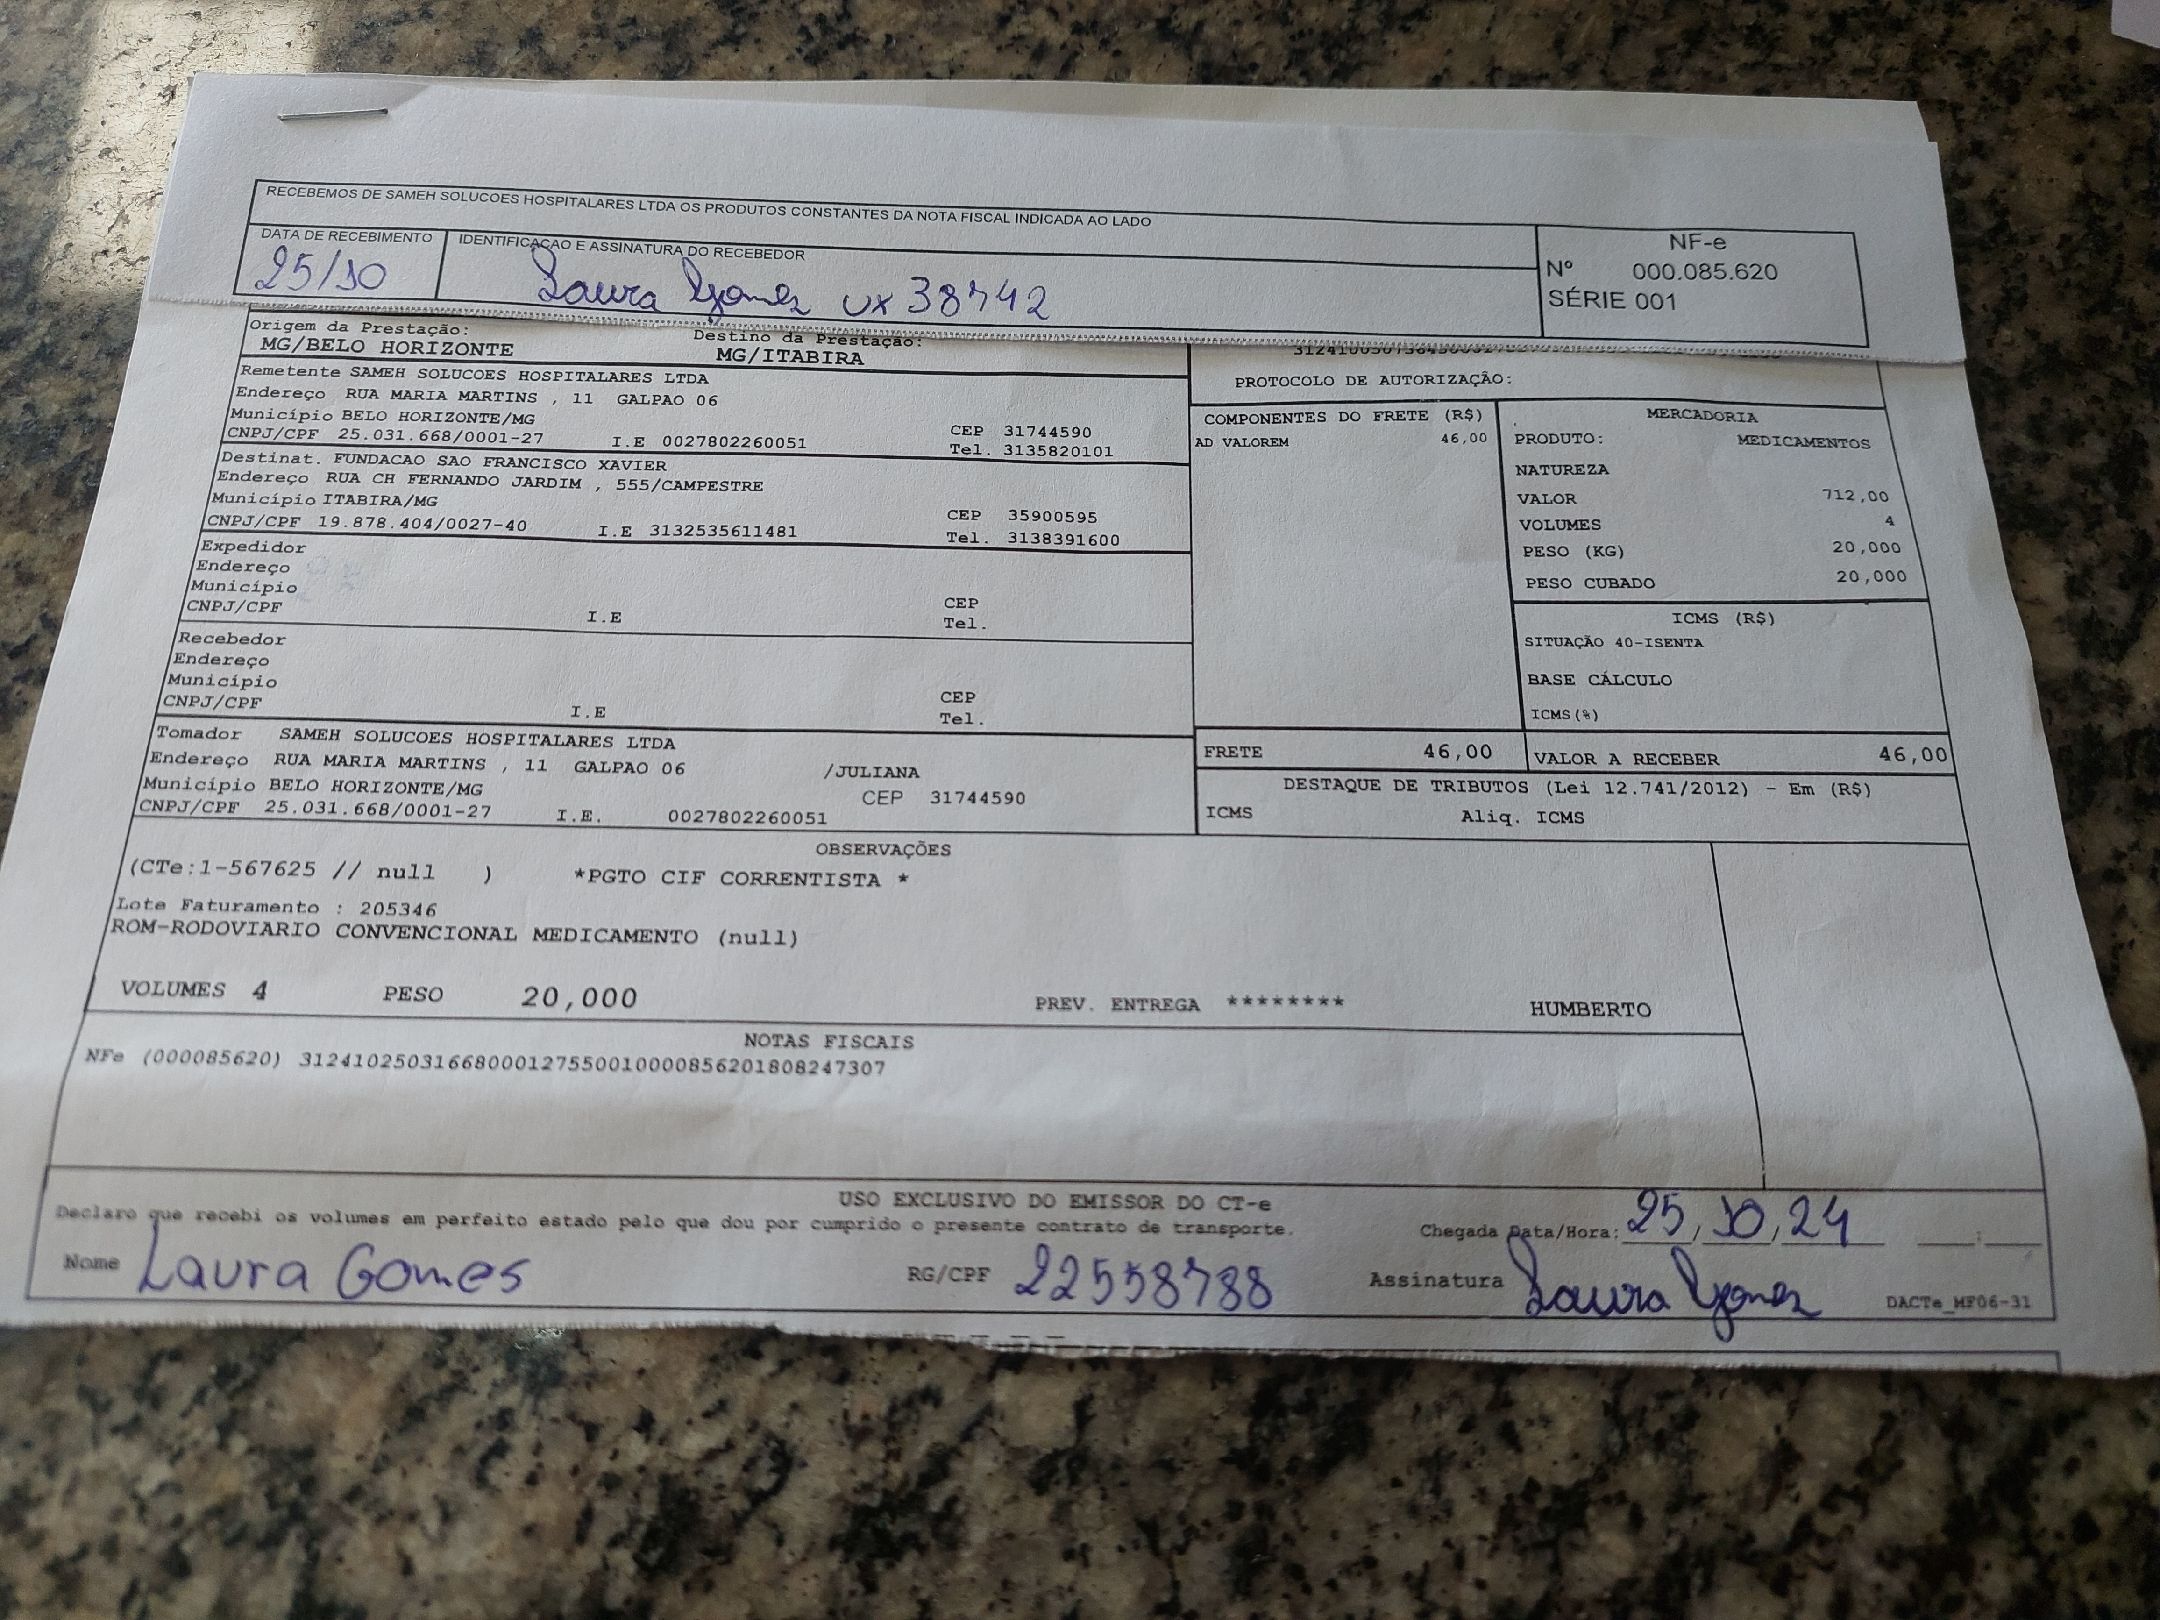 RECEBEMOS DE SAMEH SOLUCOES HOSPITALARES LTDA OS PRODUTOS CONSTANTES DA NOTA FISCAL INDICADA AO LADO
DATA DE RECEBIMENTO
25/10
IDENTIFICAÇAO E ASSINATURA DO RECEBEDOR
Laura Gomes ux 38742
NF-e
Nº 000.085.620
SÉRIE 001
Origem da Prestação:
MG/BELO HORIZONTE
Destino da Prestação:
MG/ITABIRA
Remetente SAMEH SOLUCOES HOSPITALARES LTDA
Endereço RUA MARIA MARTINS , 11 GALPAO 06
Município BELO HORIZONTE/MG
CEP 31744590
CNPJ/CPF 25.031.668/0001-27 I.E 0027802260051 Tel. 3135820101
Destinat. FUNDACAO SAO FRANCISCO XAVIER
Endereço RUA CH FERNANDO JARDIM , 555/CAMPESTRE
Município ITABIRA/MG
CEP 35900595
CNPJ/CPF 19.878.404/0027-40 I.E 3132535611481 Tel. 3138391600
Expedidor
Endereço
Município
CEP
CNPJ/CPF I.E Tel.
Recebedor
Endereço
Município
CEP
CNPJ/CPF I.E Tel.
Tomador SAMEH SOLUCOES HOSPITALARES LTDA
Endereço RUA MARIA MARTINS , 11 GALPAO 06 /JULIANA
Município BELO HORIZONTE/MG CEP 31744590
CNPJ/CPF 25.031.668/0001-27 I.E. 0027802260051
PROTOCOLO DE AUTORIZAÇÃO:
COMPONENTES DO FRETE (R$)
AD VALOREM 46,00
MERCADORIA
PRODUTO: MEDICAMENTOS
NATUREZA
VALOR 712,00
VOLUMES 4
PESO (KG) 20,000
PESO CUBADO 20,000
ICMS (R$)
SITUAÇÃO 40-ISENTA
BASE CÁLCULO
ICMS(%)
FRETE 46,00
VALOR A RECEBER 46,00
DESTAQUE DE TRIBUTOS (Lei 12.741/2012) - Em (R$)
ICMS Aliq. ICMS
OBSERVAÇÕES
(CTe:1-567625 // null ) *PGTO CIF CORRENTISTA *
Lote Faturamento : 205346
ROM-RODOVIARIO CONVENCIONAL MEDICAMENTO (null)
VOLUMES 4 PESO 20,000 PREV. ENTREGA ******** HUMBERTO
NOTAS FISCAIS
NFe (000085620) 31241025031668000127550010000856201808247307
USO EXCLUSIVO DO EMISSOR DO CT-e
Declaro que recebi os volumes em perfeito estado pelo que dou por cumprido o presente contrato de transporte.
Chegada Data/Hora: 25/10/24 :
Nome Laura Gomes RG/CPF 22558788 Assinatura Laura Gomes
DACTe_MF06-31